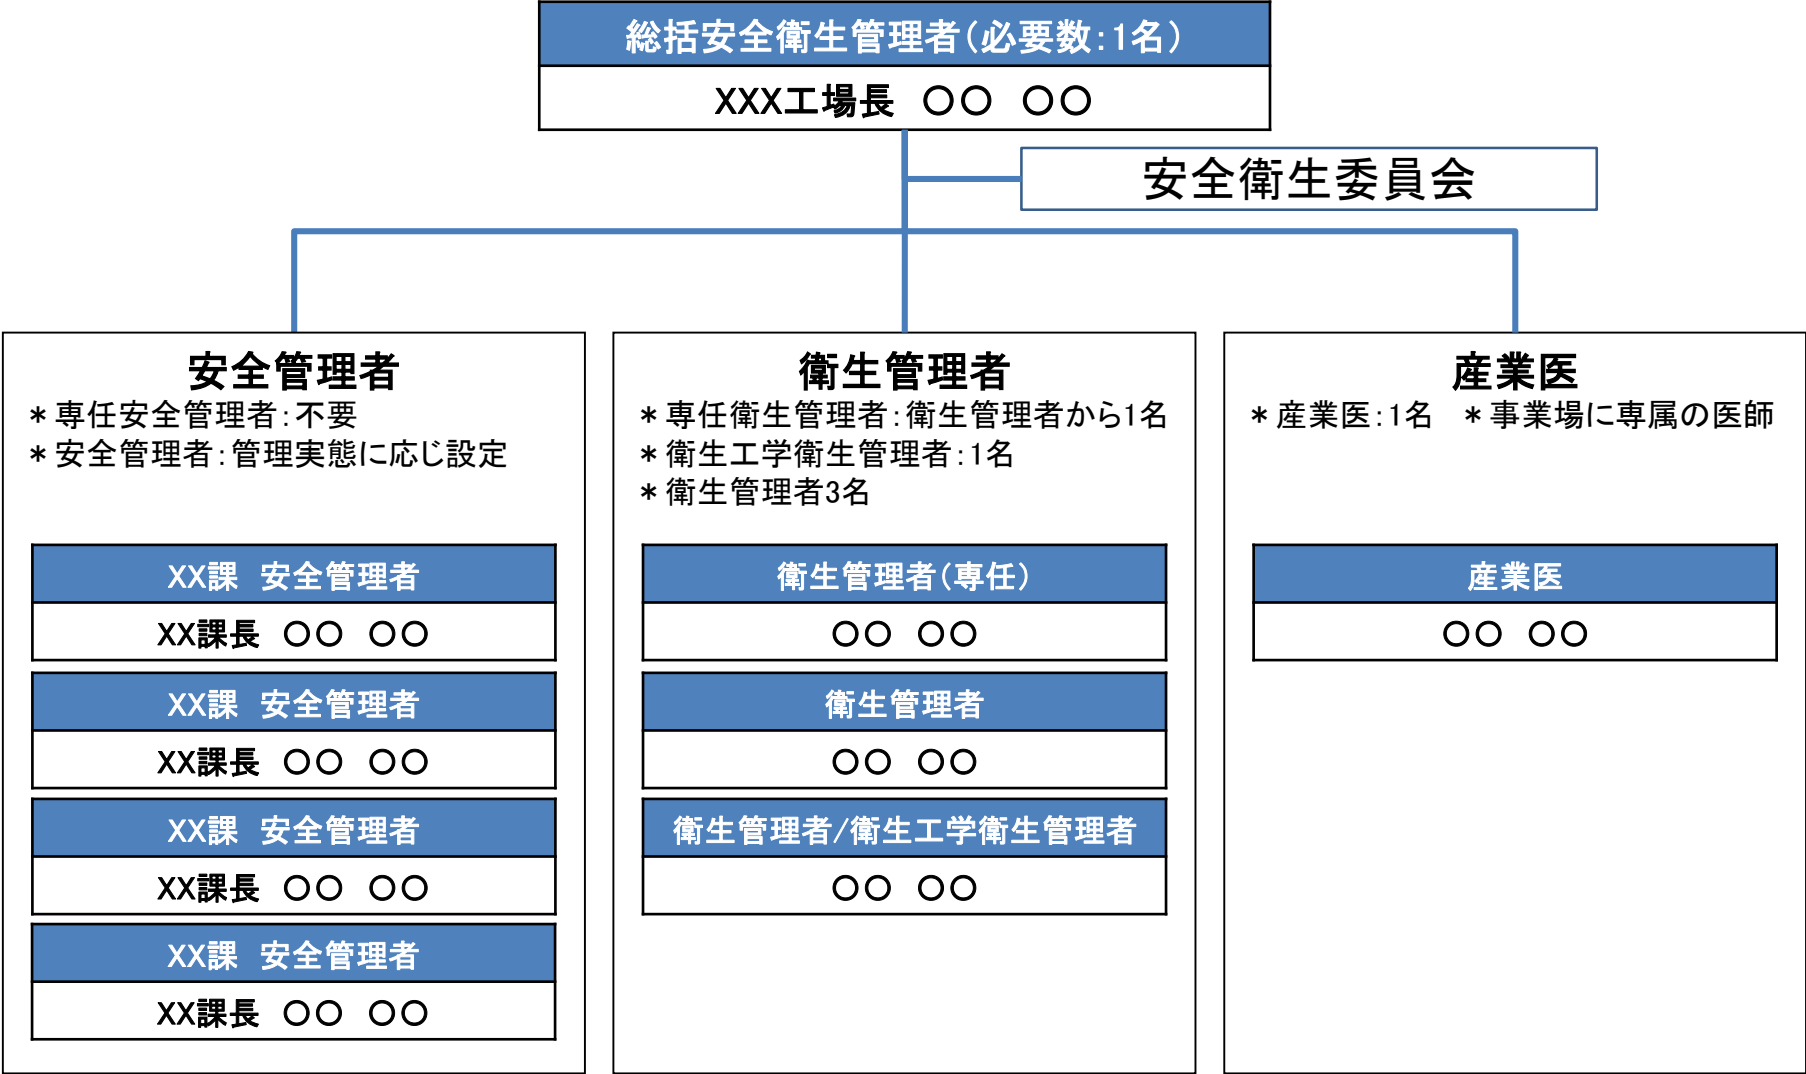 総括安全衛生管理者(必要数:1名)
XXX工場長 〇〇 〇〇
安全衛生委員会
安全管理者
＊専任安全管理者:不要
＊安全管理者:管理実態に応じ設定
XX課 安全管理者
XX課長 〇〇 〇〇
XX課 安全管理者
XX課長 〇〇 〇〇
XX課 安全管理者
XX課長 〇〇 〇〇
XX課 安全管理者
XX課長 〇〇 〇〇
衛生管理者
＊専任衛生管理者:衛生管理者から1名
＊衛生工学衛生管理者:1名
＊衛生管理者3名
衛生管理者(専任)
〇〇 〇〇
衛生管理者
〇〇 〇〇
衛生管理者/衛生工学衛生管理者
〇〇 〇〇
産業医
＊産業医:1名 ＊事業場に専属の医師
産業医
〇〇 〇〇